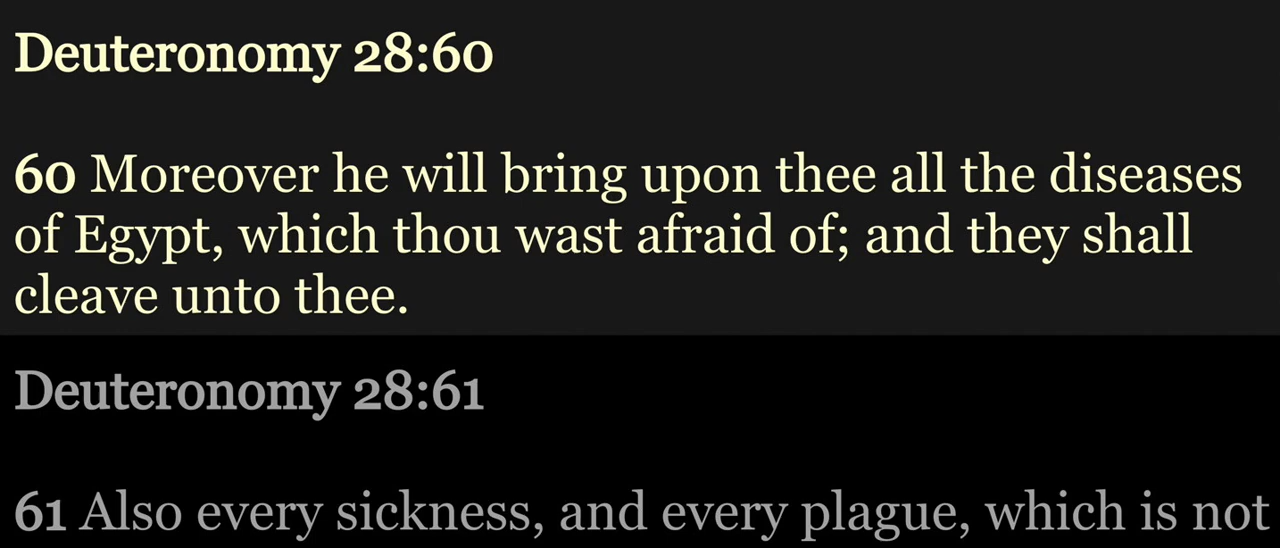 Deuteronomy 28:60
60 Moreover he will bring upon thee all the diseases
of Egypt, which thou wast afraid of; and they shall
cleave unto thee.
Deuteronomy 28:61
61 Also every sickness, and every plague, which is not